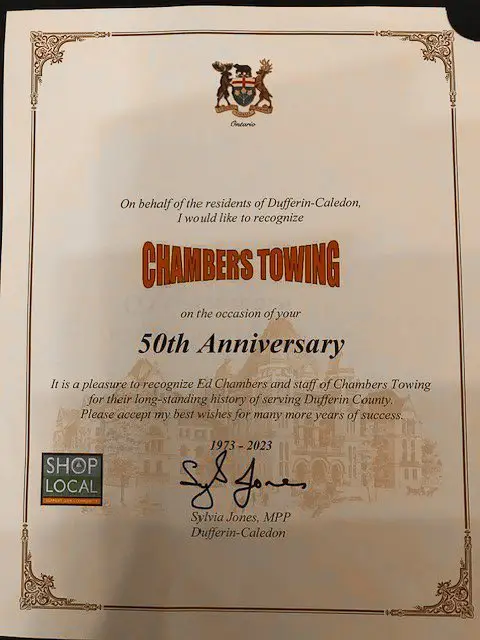 Ontario
On behalf of the residents of Dufferin-Caledon,
I would like to recognize
CHAMBERS TOWING
on the occasion of your
50th Anniversary
It is a pleasure to recognize Ed Chambers and staff of Chambers Towing
for their long-standing history of serving Dufferin County.
Please accept my best wishes for many more years of success.
1973 - 2023
SHOP
LOCAL
Syl Jones
Sylvia Jones, MPP
Dufferin-Caledon